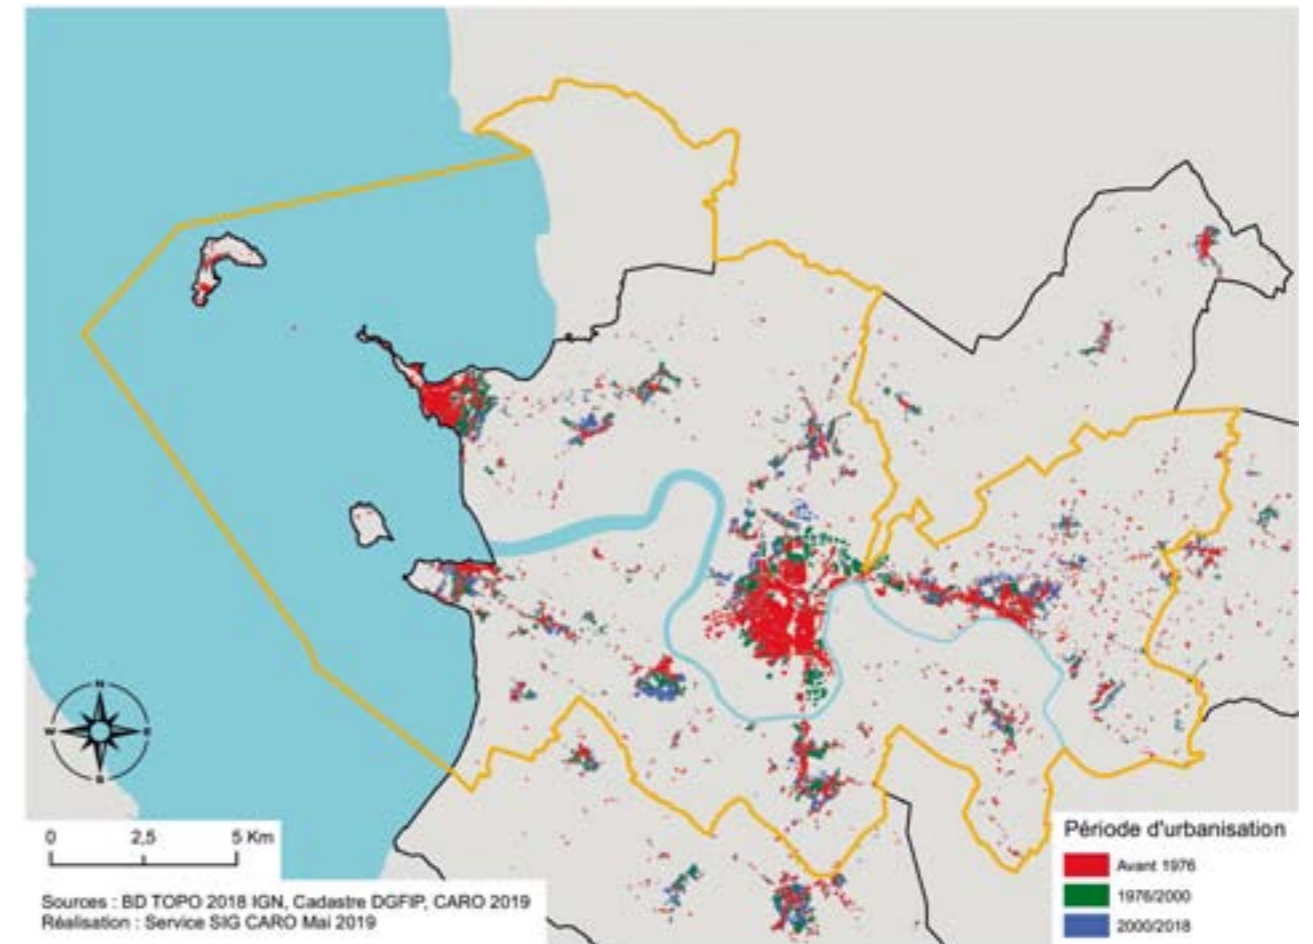 N
W E
S
0 2,5 5 Km
Sources : BD TOPO 2018 IGN, Cadastre DGFIP, CARO 2019
Réalisation : Service SIG CARO Mai 2019
Période d'urbanisation
Avant 1976
1976/2000
2000/2018